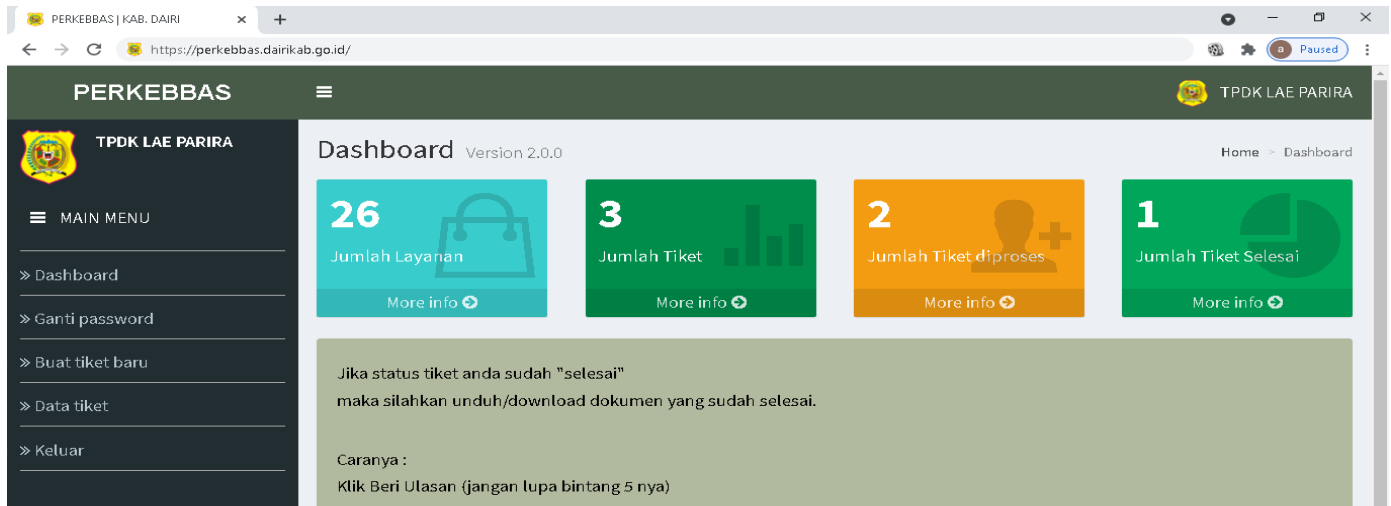 PERKEBBAS | KAB. DAIRI
https://perkebbas.dairikab.go.id/
a Paused
PERKEBBAS
TPDK LAE PARIRA
TPDK LAE PARIRA
MAIN MENU
» Dashboard
» Ganti password
» Buat tiket baru
» Data tiket
» Keluar
Dashboard Version 2.0.0
Home > Dashboard
26
Jumlah Layanan
More info
3
Jumlah Tiket
More info
2
Jumlah Tiket diproses
More info
1
Jumlah Tiket Selesai
More info
Jika status tiket anda sudah "selesai"
maka silahkan unduh/download dokumen yang sudah selesai.
Caranya :
Klik Beri Ulasan (jangan lupa bintang 5 nya)